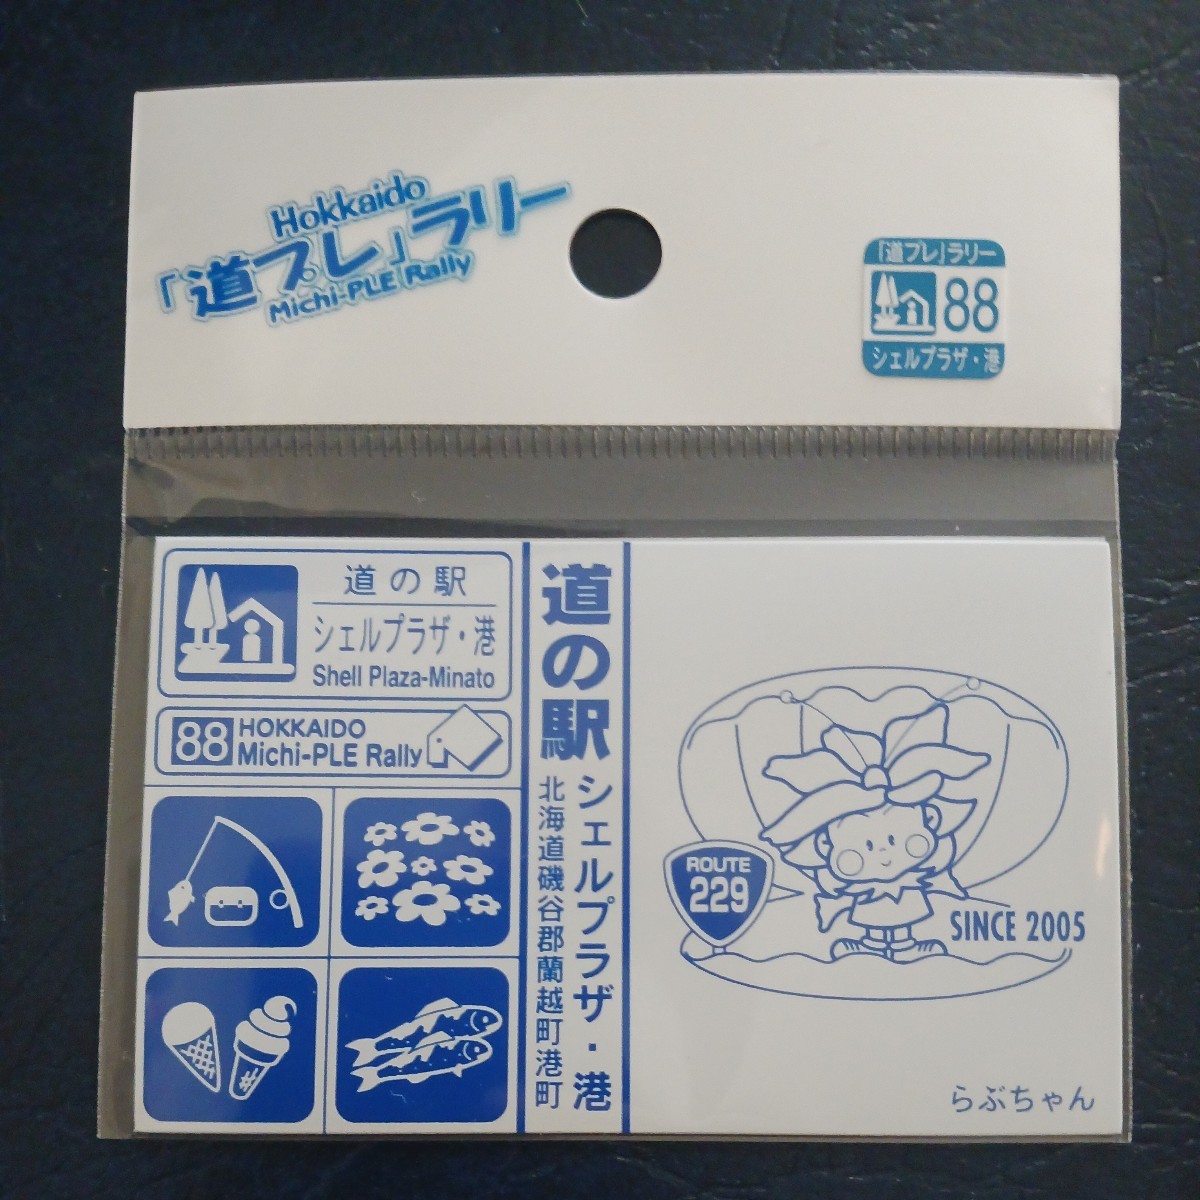 Hokkaido
「道プレ」ラリー
Michi-PLE Rally
「道プレ」ラリー
88
シェルプラザ・港
道の駅
シェルプラザ・港
Shell Plaza-Minato
88
HOKKAIDO
Michi-PLE Rally
道の駅
シェルプラザ・港
北海道磯谷郡蘭越町港町
ROUTE
229
SINCE 2005
らぶちゃん